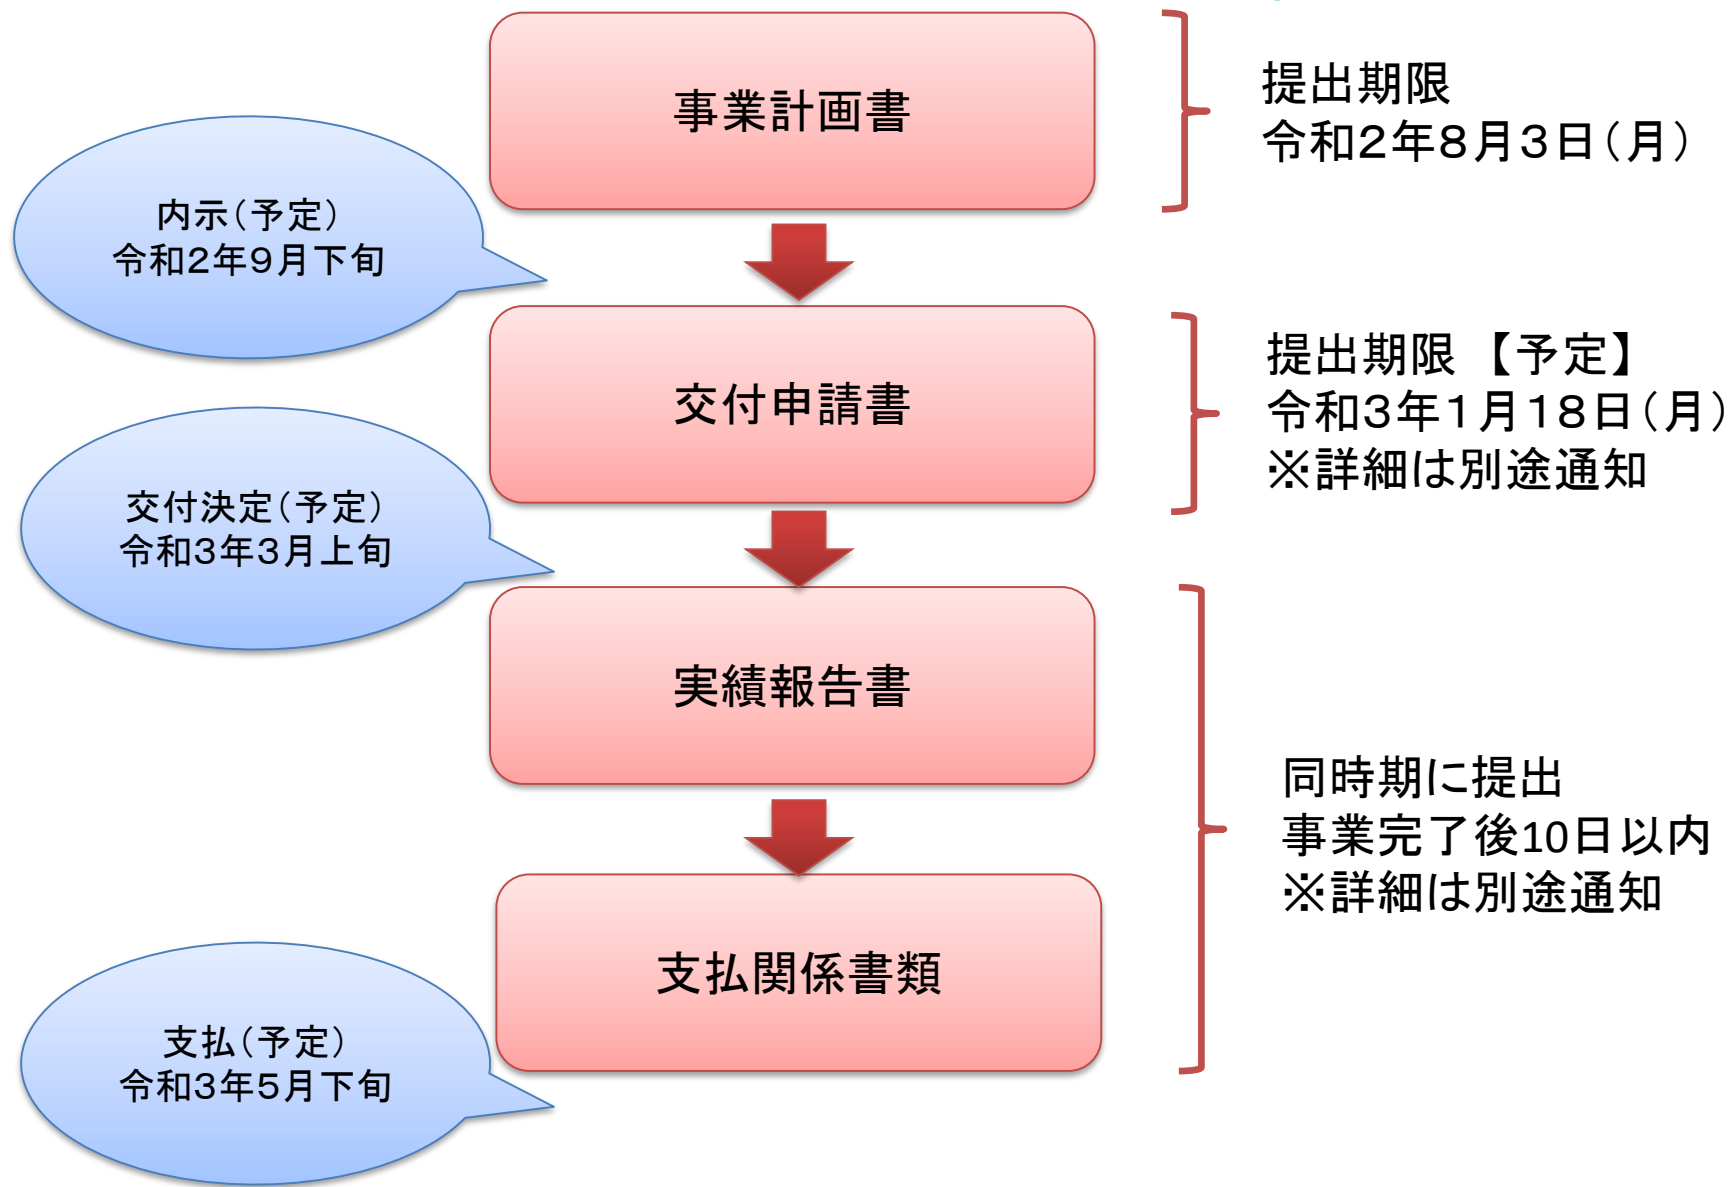 事業計画書
提出期限
令和2年8月3日（月）
内示（予定）
令和2年9月下旬
交付申請書
提出期限 【予定】
令和3年1月18日（月）
※詳細は別途通知
交付決定（予定）
令和3年3月上旬
実績報告書
同時期に提出
事業完了後10日以内
※詳細は別途通知
支払関係書類
支払（予定）
令和3年5月下旬